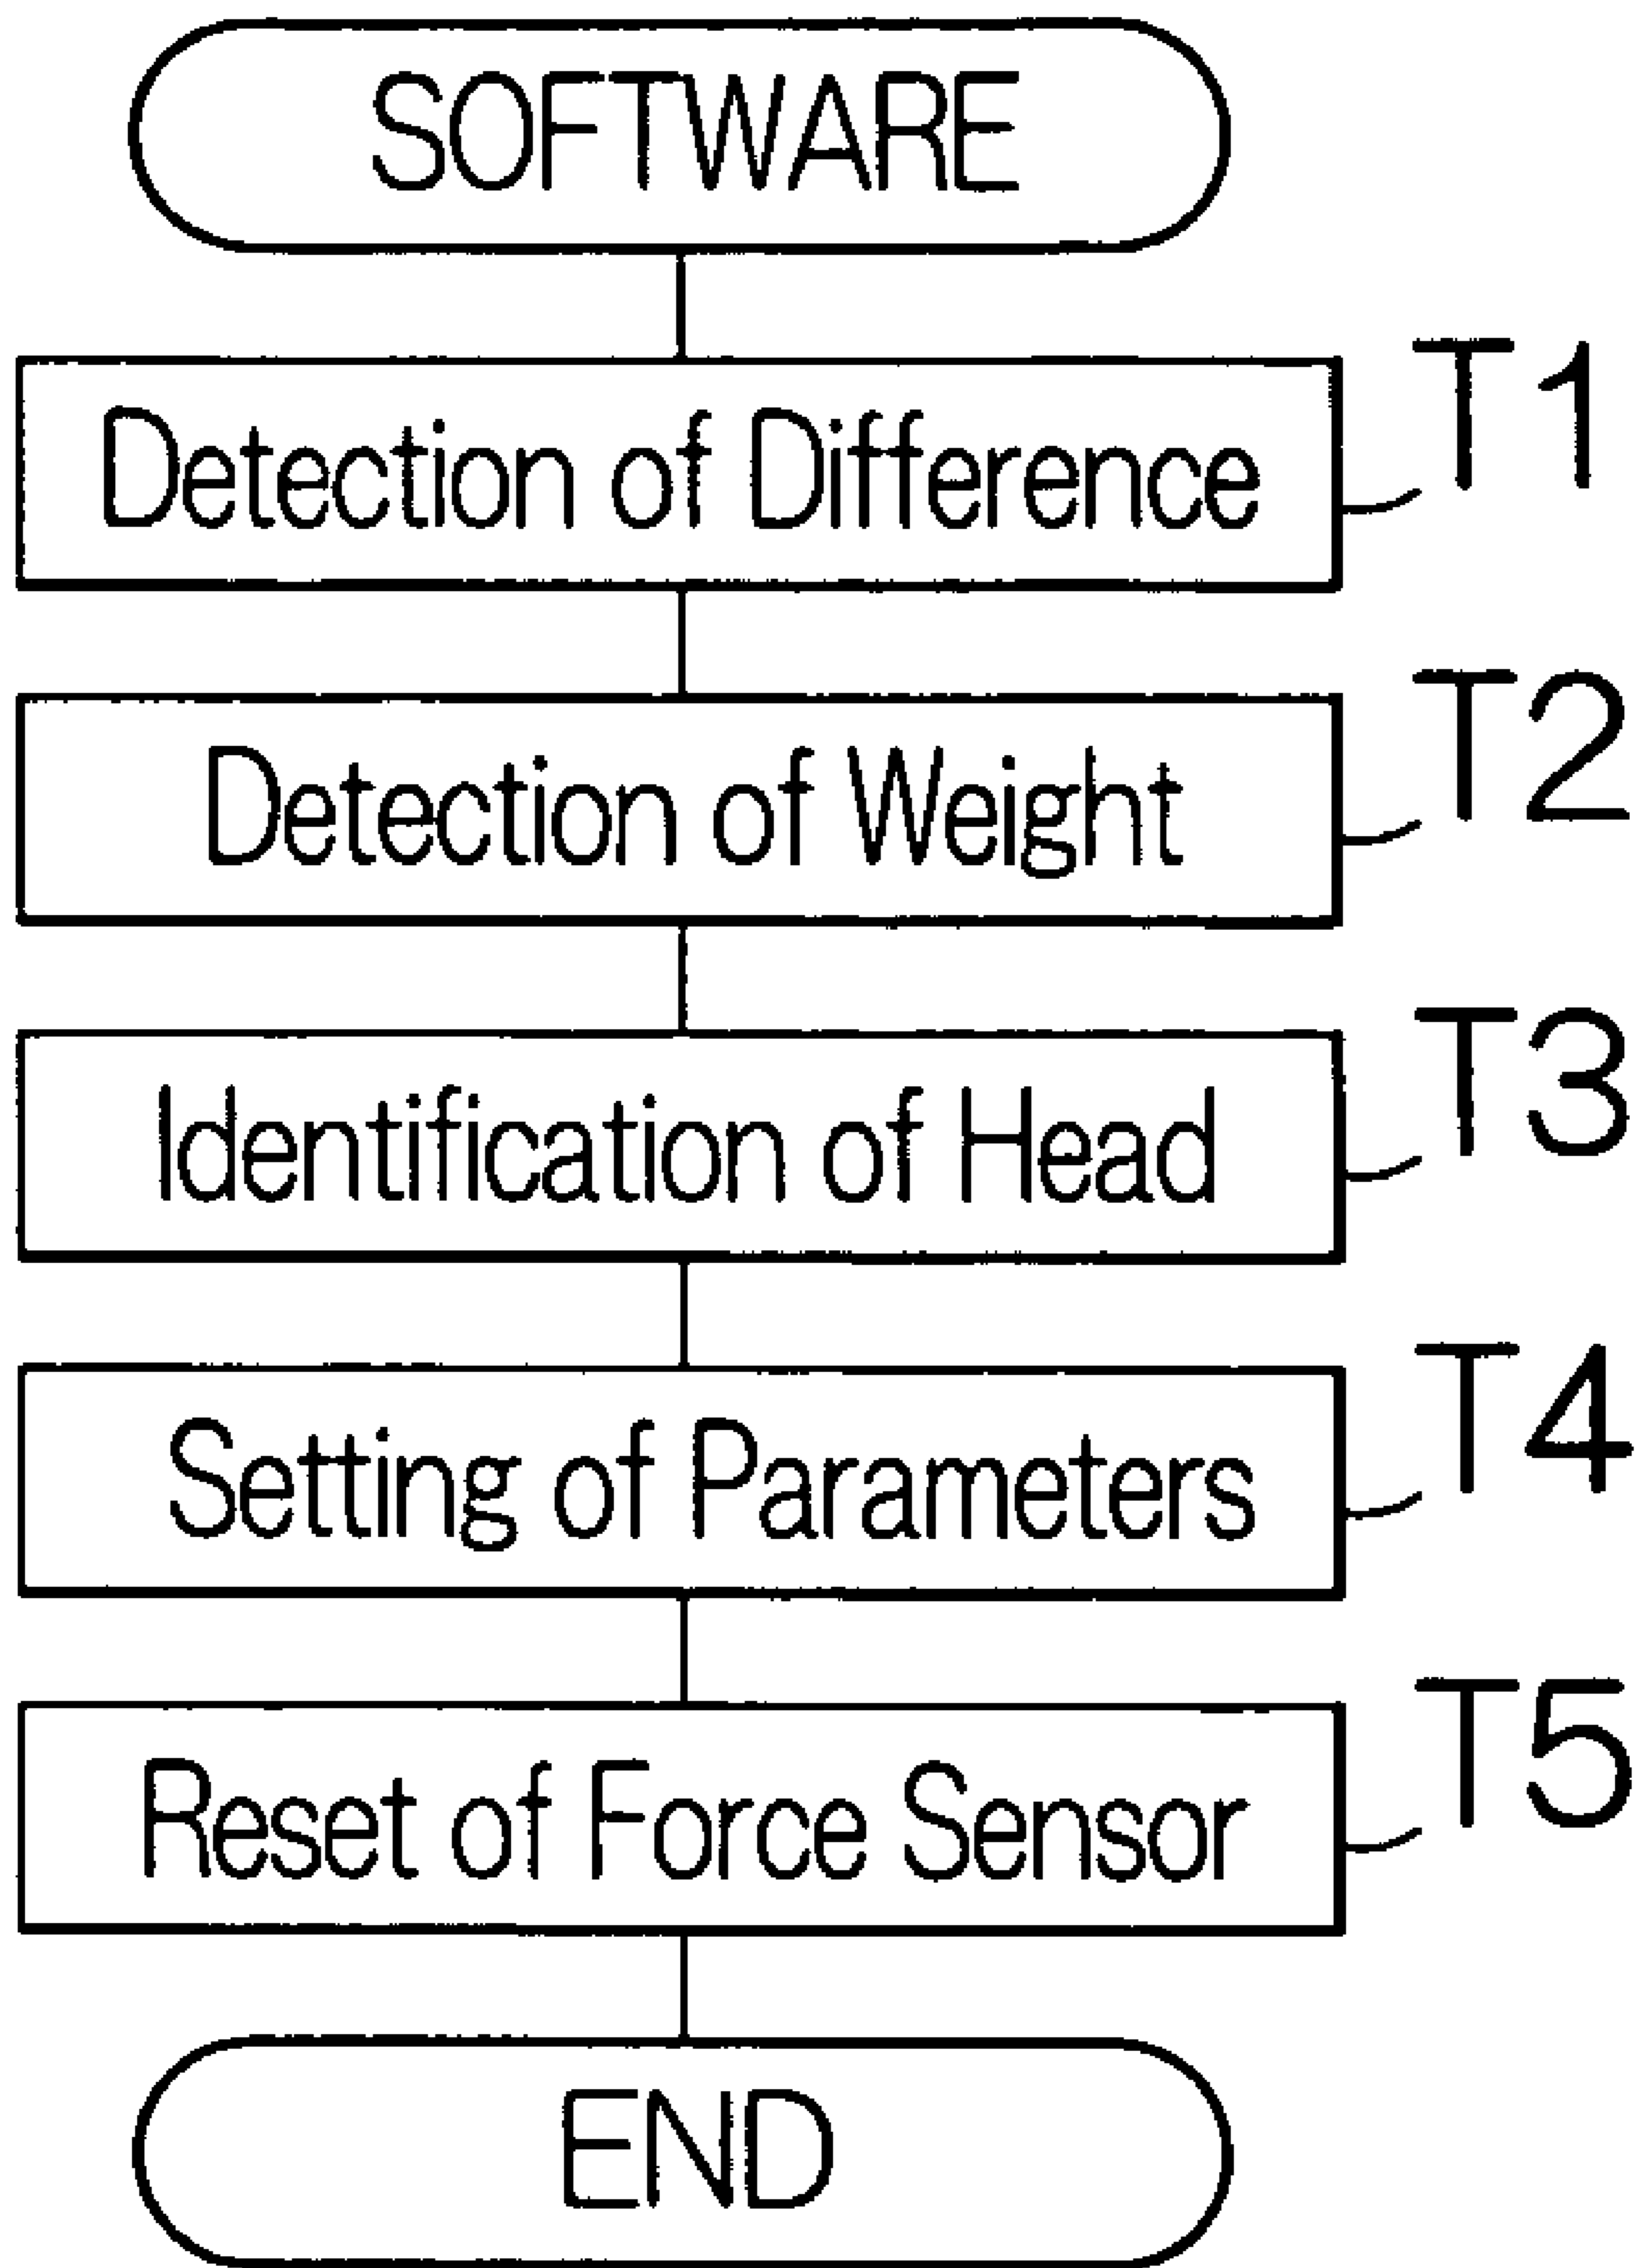 SOFTWARE
Detection of Difference
T1
Detection of Weight
T2
Identification of Head
T3
Setting of Parameters
T4
Reset of Force Sensor
T5
END